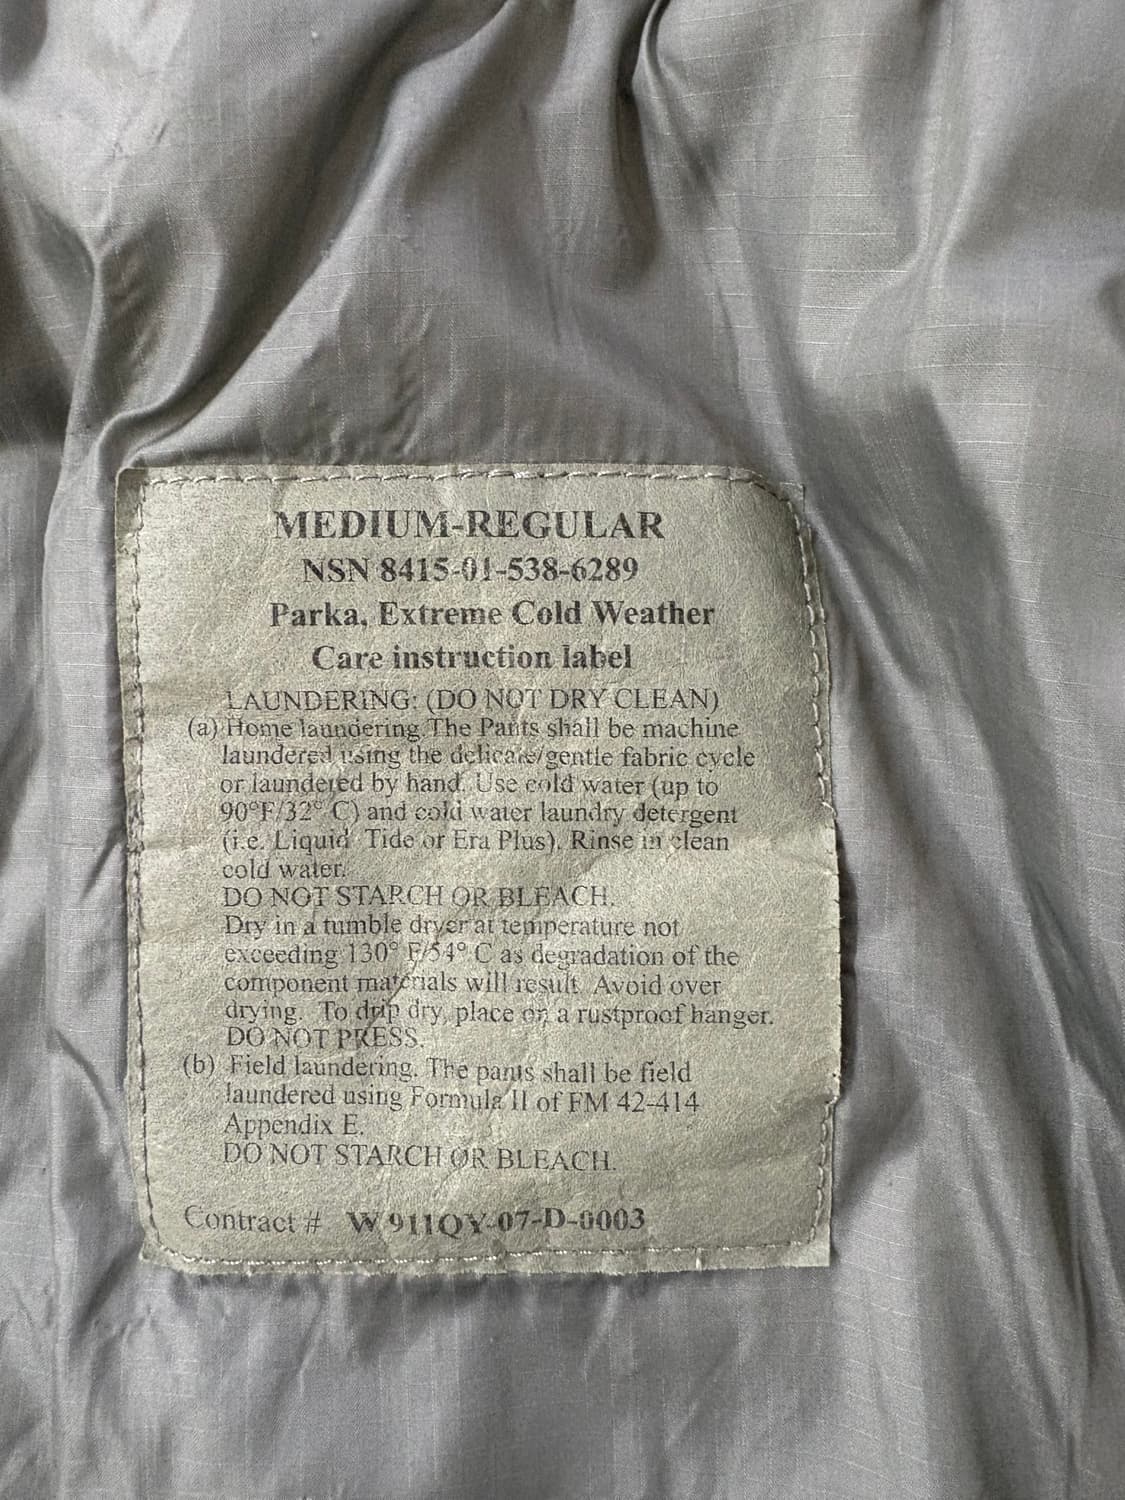 MEDIUM-REGULAR
NSN 8415-01-538-6289
Parka, Extreme Cold Weather
Care instruction label
LAUNDERING: (DO NOT DRY CLEAN)
(a) Home laundering. The Pants shall be machine
laundered using the delicate/gentle fabric cycle
or laundered by hand. Use cold water (up to
90°F/32° C) and cold water laundry detergent
(i.e. Liquid Tide or Era Plus). Rinse in clean
cold water.
DO NOT STARCH OR BLEACH.
Dry in a tumble dryer at temperature not
exceeding 130° F/54° C as degradation of the
component materials will result. Avoid over
drying. To drip dry, place on a rustproof hanger.
DO NOT PRESS.
(b) Field laundering. The pants shall be field
laundered using Formula II of FM 42-414
Appendix E.
DO NOT STARCH OR BLEACH.
Contract # W911QY-07-D-0003